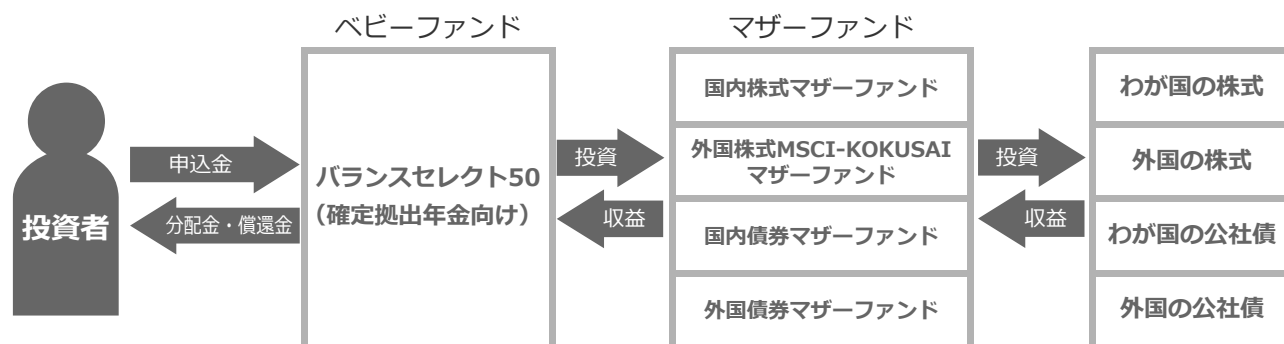 ベビーファンド
マザーファンド
投資者
申込金
分配金・償還金
バランスセレクト50
（確定拠出年金向け）
投資
収益
国内株式マザーファンド
外国株式MSCI-KOKUSAI
マザーファンド
国内債券マザーファンド
外国債券マザーファンド
投資
収益
わが国の株式
外国の株式
わが国の公社債
外国の公社債